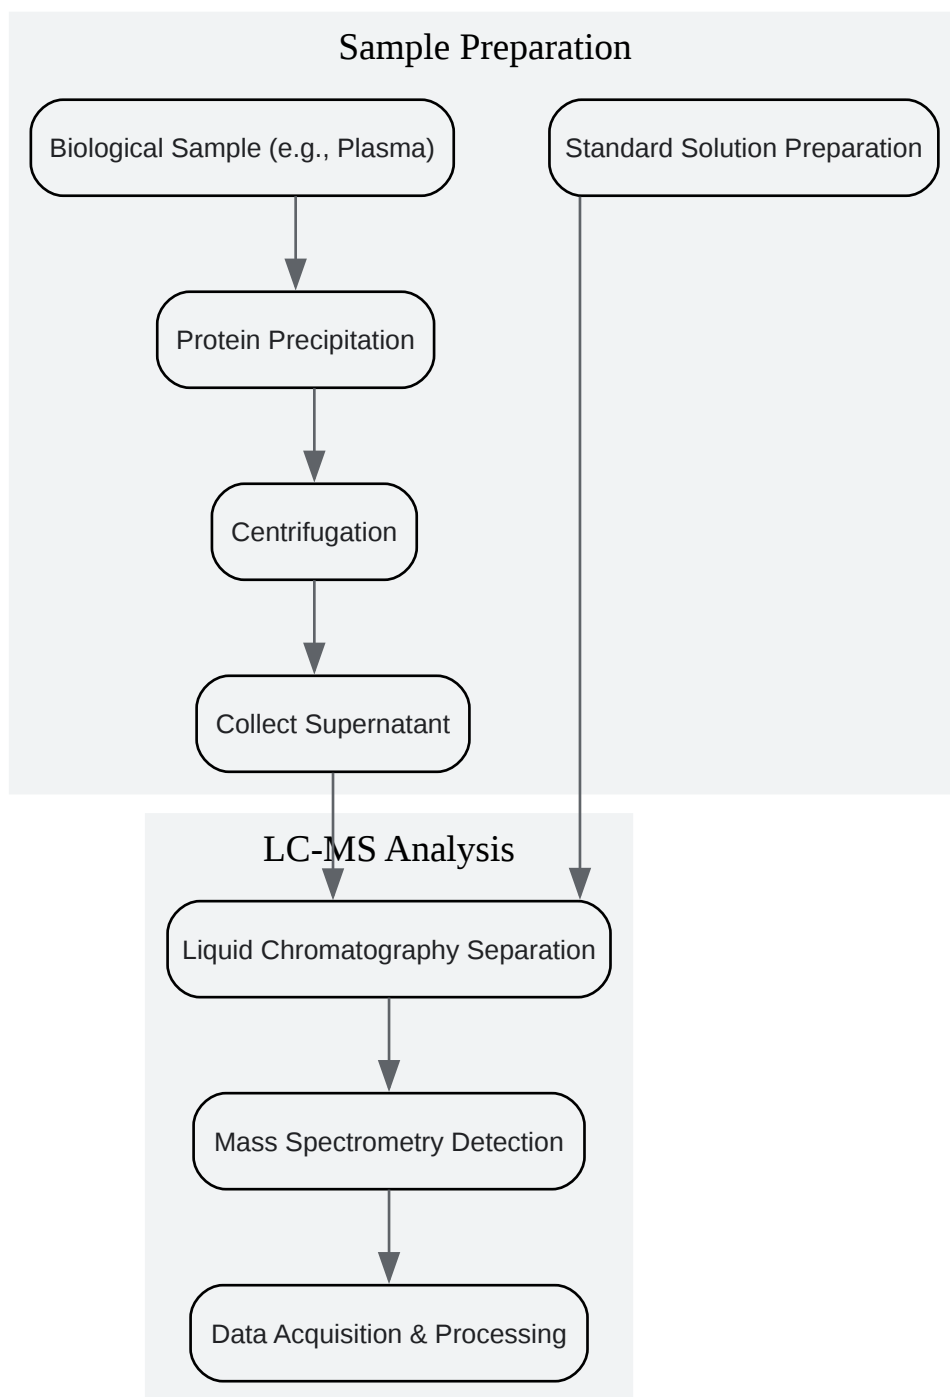 Sample Preparation
Biological Sample (e.g., Plasma)
Standard Solution Preparation
Protein Precipitation
Centrifugation
Collect Supernatant
LC-MS Analysis
Liquid Chromatography Separation
Mass Spectrometry Detection
Data Acquisition & Processing